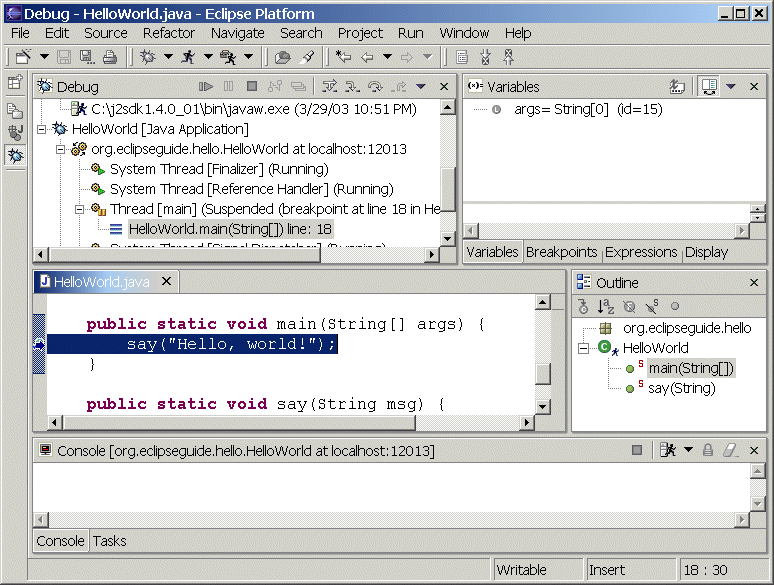 Debug - HelloWorld.java - Eclipse Platform
File Edit Source Refactor Navigate Search Project Run Window Help
Debug
C:\j2sdk1.4.0_01\bin\javaw.exe (3/29/03 10:51 PM)
HelloWorld [Java Application]
org.eclipseguide.hello.HelloWorld at localhost:12013
System Thread [Finalizer] (Running)
System Thread [Reference Handler] (Running)
Thread [main] (Suspended (breakpoint at line 18 in He
HelloWorld.main(String[]) line: 18
System Thread [Signal Dispatcher] (Running)
Variables
args= String[0] (id=15)
Variables Breakpoints Expressions Display
HelloWorld.java
public static void main(String[] args) {
say("Hello, world!");
}
public static void say(String msg) {
Outline
org.eclipseguide.hello
HelloWorld
main(String[])
say(String)
Console [org.eclipseguide.hello.HelloWorld at localhost:12013]
Console Tasks
Writable Insert 18 : 30